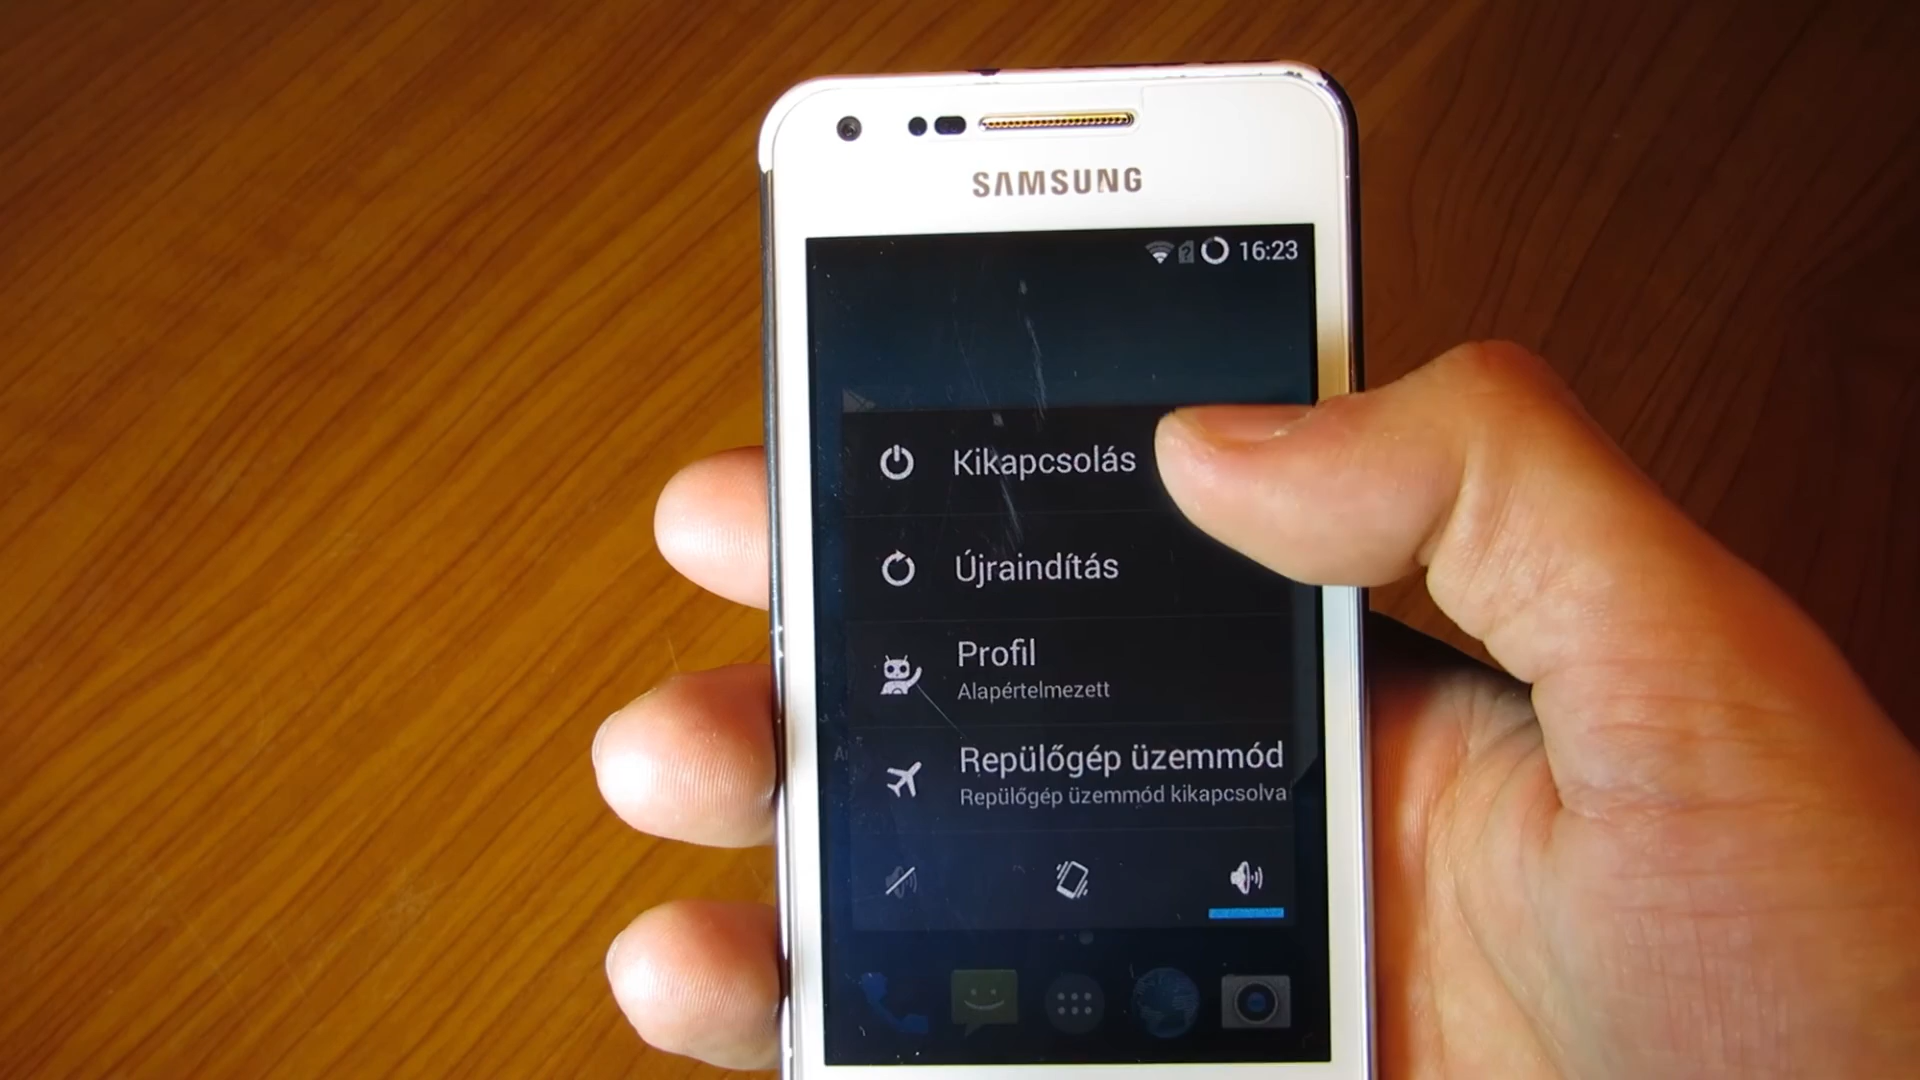 SAMSUNG
16:23
Kikapcsolás
Újraindítás
Profil
Alapértelmezett
Repülőgép üzemmód
Repülőgép üzemmód kikapcsolva